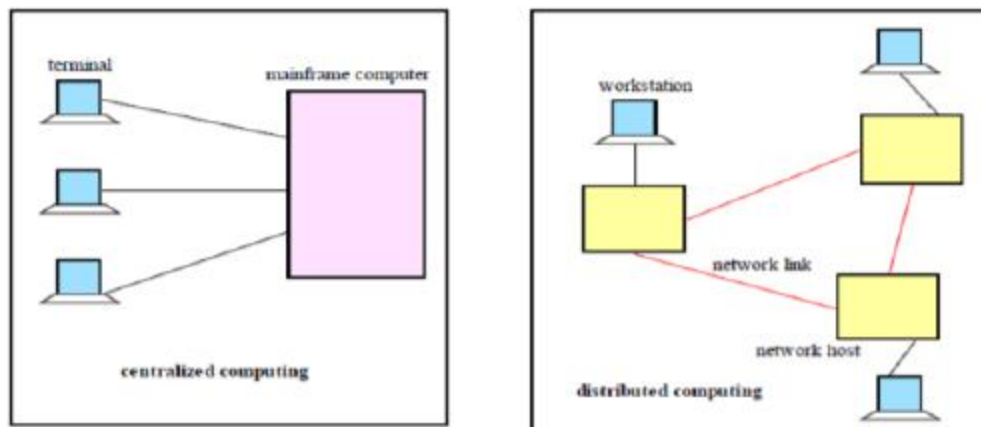 terminal
mainframe computer
centralized computing
workstation
network link
network host
distributed computing